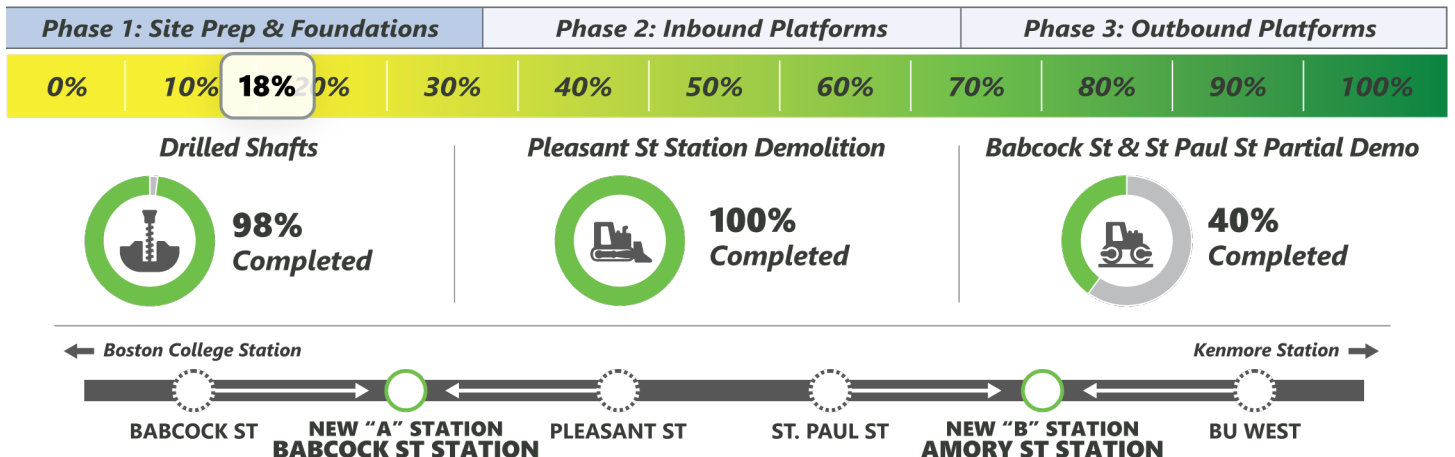 Phase 1: Site Prep & Foundations Phase 2: Inbound Platforms Phase 3: Outbound Platforms
0% 10% 18% 20% 30% 40% 50% 60% 70% 80% 90% 100%
Drilled Shafts Pleasant St Station Demolition Babcock St & St Paul St Partial Demo
98% 100% 40%
Completed Completed Completed
Boston College Station Kenmore Station
BABCOCK ST NEW “A” STATION PLEASANT ST ST. PAUL ST NEW “B” STATION BU WEST
BABCOCK ST STATION AMORY ST STATION